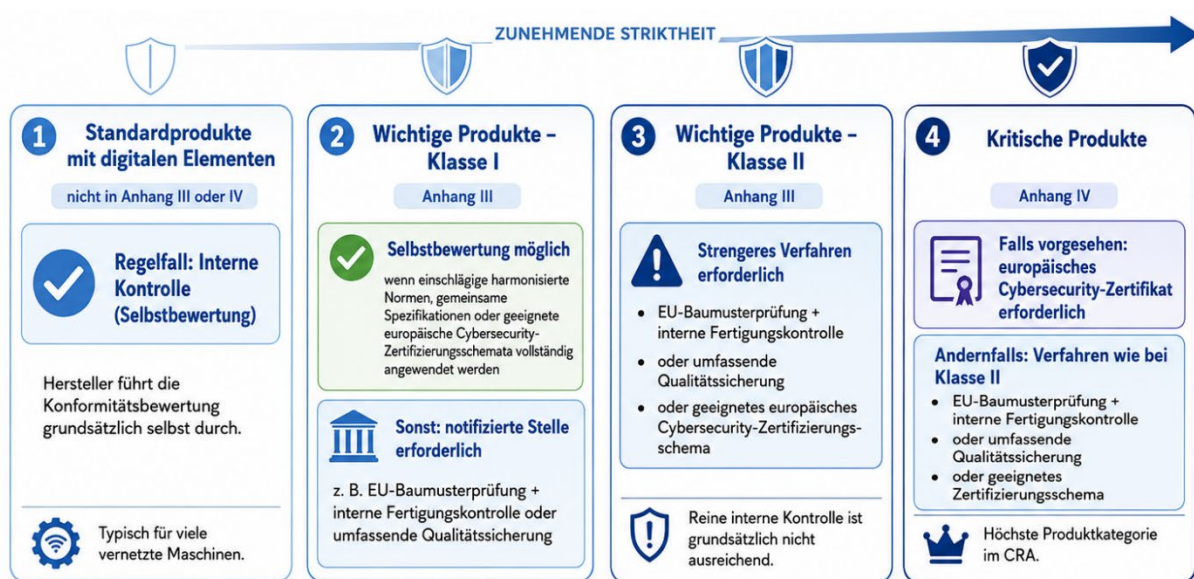 ZUNEHMENDE STRIKTHEIT
1
Standardprodukte
mit digitalen Elementen
nicht in Anhang III oder IV
Regelfall: Interne
Kontrolle
(Selbstbewertung)
Hersteller führt die
Konformitätsbewertung
grundsätzlich selbst durch.
Typisch für viele
vernetzte Maschinen.
2
Wichtige Produkte –
Klasse I
Anhang III
Selbstbewertung möglich
wenn einschlägige harmonisierte
Normen, gemeinsame
Spezifikationen oder geeignete
europäische Cybersecurity-
Zertifizierungsschemata vollständig
angewendet werden
Sonst: notifizierte Stelle
erforderlich
z. B. EU-Baumusterprüfung +
interne Fertigungskontrolle oder
umfassende Qualitätssicherung
3
Wichtige Produkte –
Klasse II
Anhang III
Strengeres Verfahren
erforderlich
• EU-Baumusterprüfung +
interne Fertigungskontrolle
• oder umfassende
Qualitätssicherung
• oder geeignetes europäisches
Cybersecurity-Zertifizierungs-
schema
Reine interne Kontrolle ist
grundsätzlich nicht
ausreichend.
4
Kritische Produkte
Anhang IV
Falls vorgesehen:
europäisches
Cybersecurity-Zertifikat
erforderlich
Andernfalls: Verfahren wie bei
Klasse II
• EU-Baumusterprüfung +
interne Fertigungskontrolle
• oder umfassende
Qualitätssicherung
• oder geeignetes
Zertifizierungsschema
Höchste Produktkategorie
im CRA.